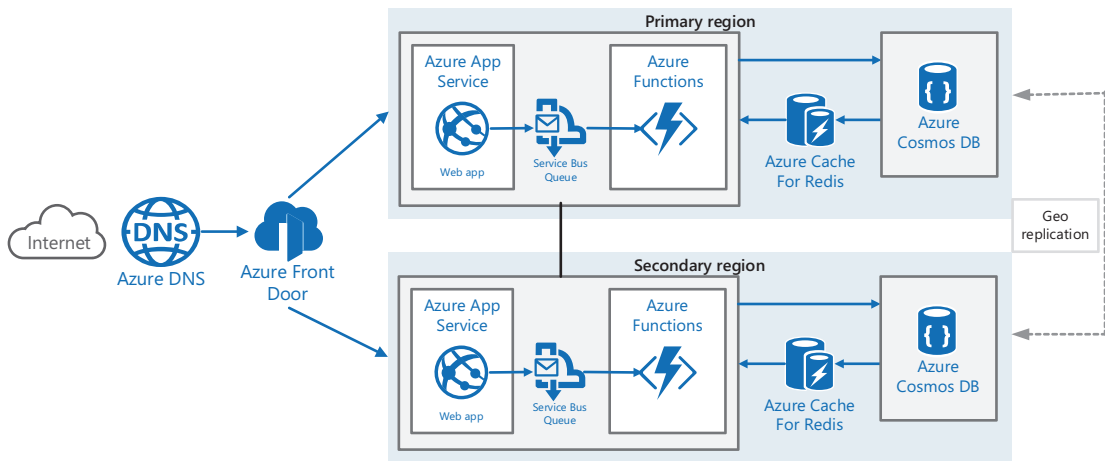 Internet
DNS
Azure DNS
Azure Front
Door
Primary region
Azure App
Service
Web app
Service Bus
Queue
Azure
Functions
Azure Cache
For Redis
{ }
Azure
Cosmos DB
Geo
replication
Secondary region
Azure App
Service
Web app
Service Bus
Queue
Azure
Functions
Azure Cache
For Redis
{ }
Azure
Cosmos DB